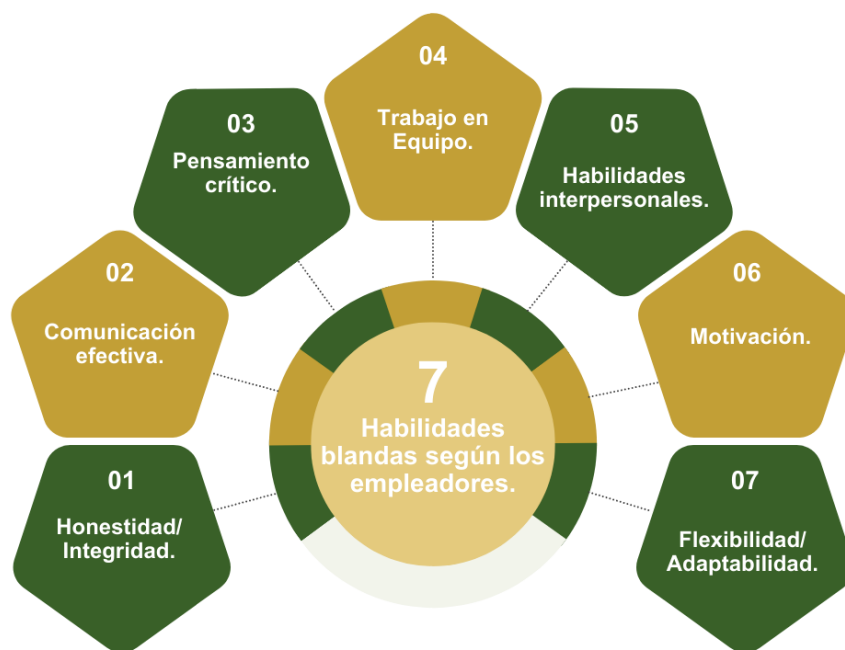 01
Honestidad/
Integridad.
02
Comunicación
efectiva.
03
Pensamiento
crítico.
04
Trabajo en
Equipo.
05
Habilidades
interpersonales.
06
Motivación.
07
Flexibilidad/
Adaptabilidad.
7
Habilidades
blandas según los
empleadores.